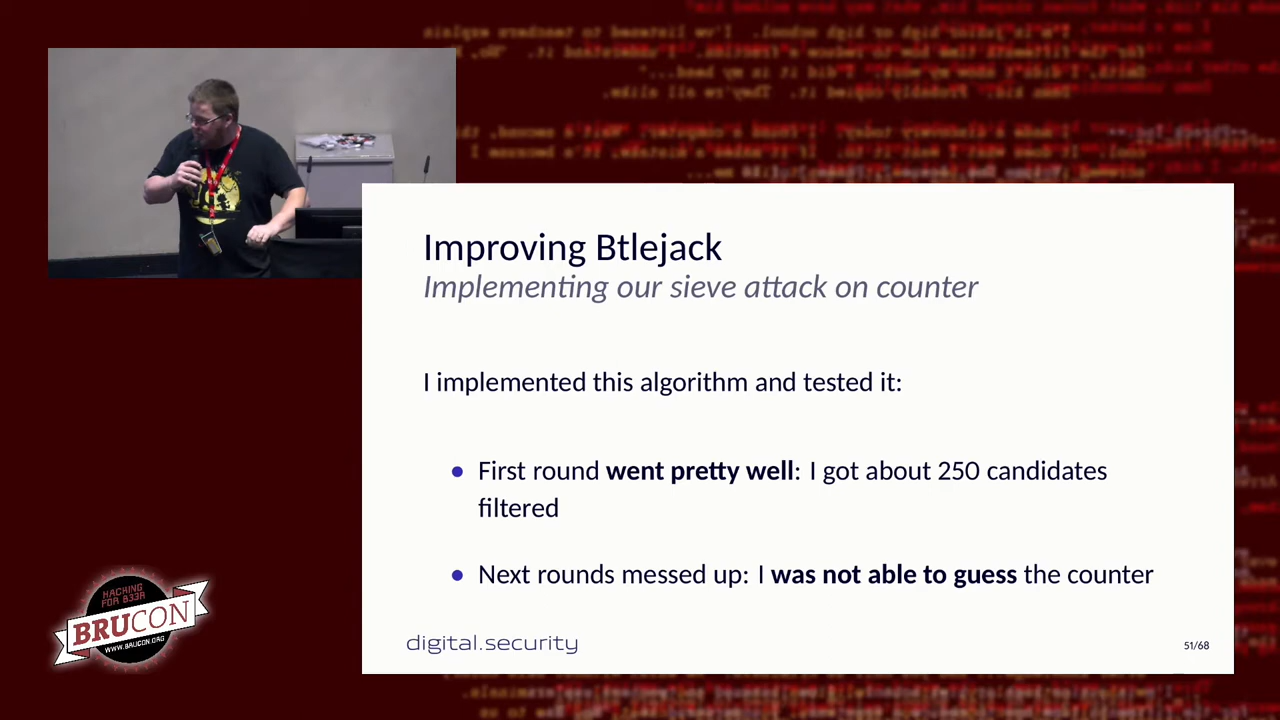 Improving Btlejack
Implementing our sieve attack on counter
I implemented this algorithm and tested it:
• First round went pretty well: I got about 250 candidates
filtered
• Next rounds messed up: I was not able to guess the counter
digital.security
51/68
HACKING
FOR B33R
BRUCON
WWW.BRUCON.ORG